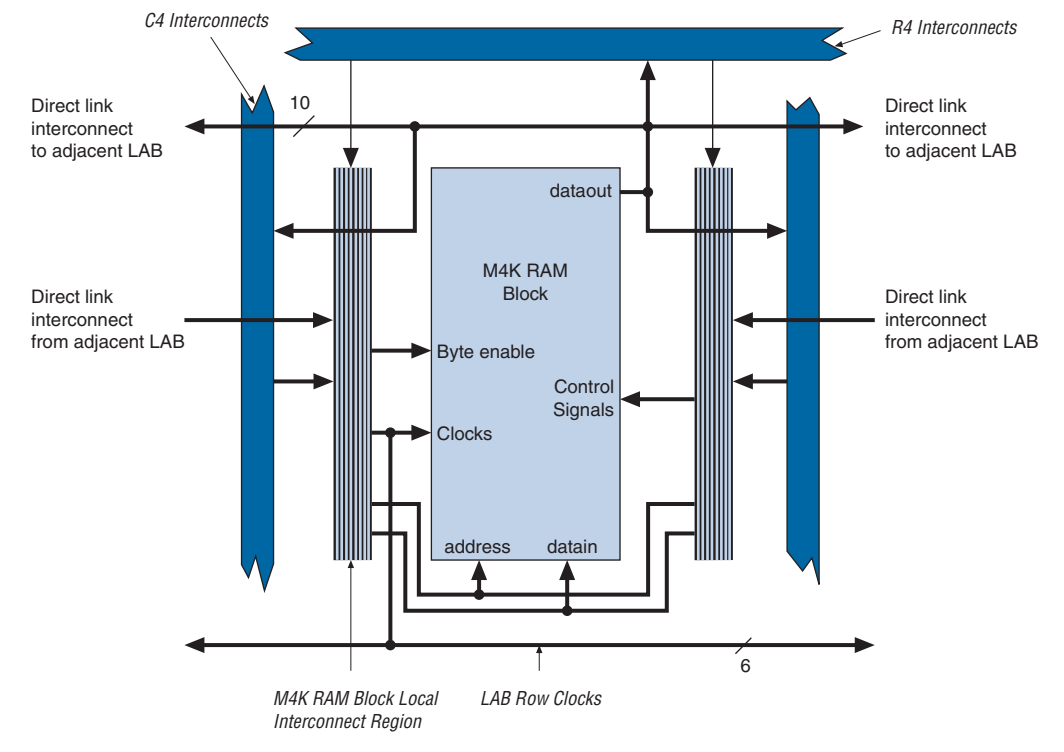 C4 Interconnects
R4 Interconnects
Direct link
interconnect
to adjacent LAB
10
Direct link
interconnect
to adjacent LAB
dataout
M4K RAM
Block
Direct link
interconnect
from adjacent LAB
Direct link
interconnect
from adjacent LAB
Byte enable
Control
Signals
Clocks
address
datain
6
M4K RAM Block Local
Interconnect Region
LAB Row Clocks